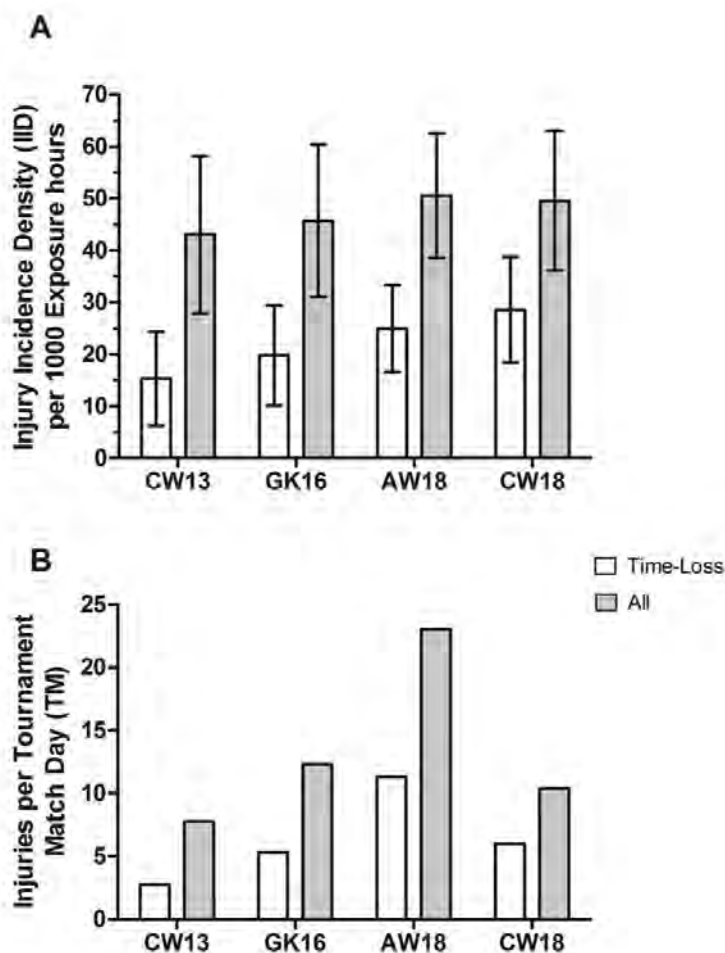 A
Injury Incidence Density (IID)
per 1000 Exposure hours
70
60
50
40
30
20
10
0
CW13 GK16 AW18 CW18
B
Time-Loss
All
Injuries per Tournament
Match Day (TM)
25
20
15
10
5
0
CW13 GK16 AW18 CW18